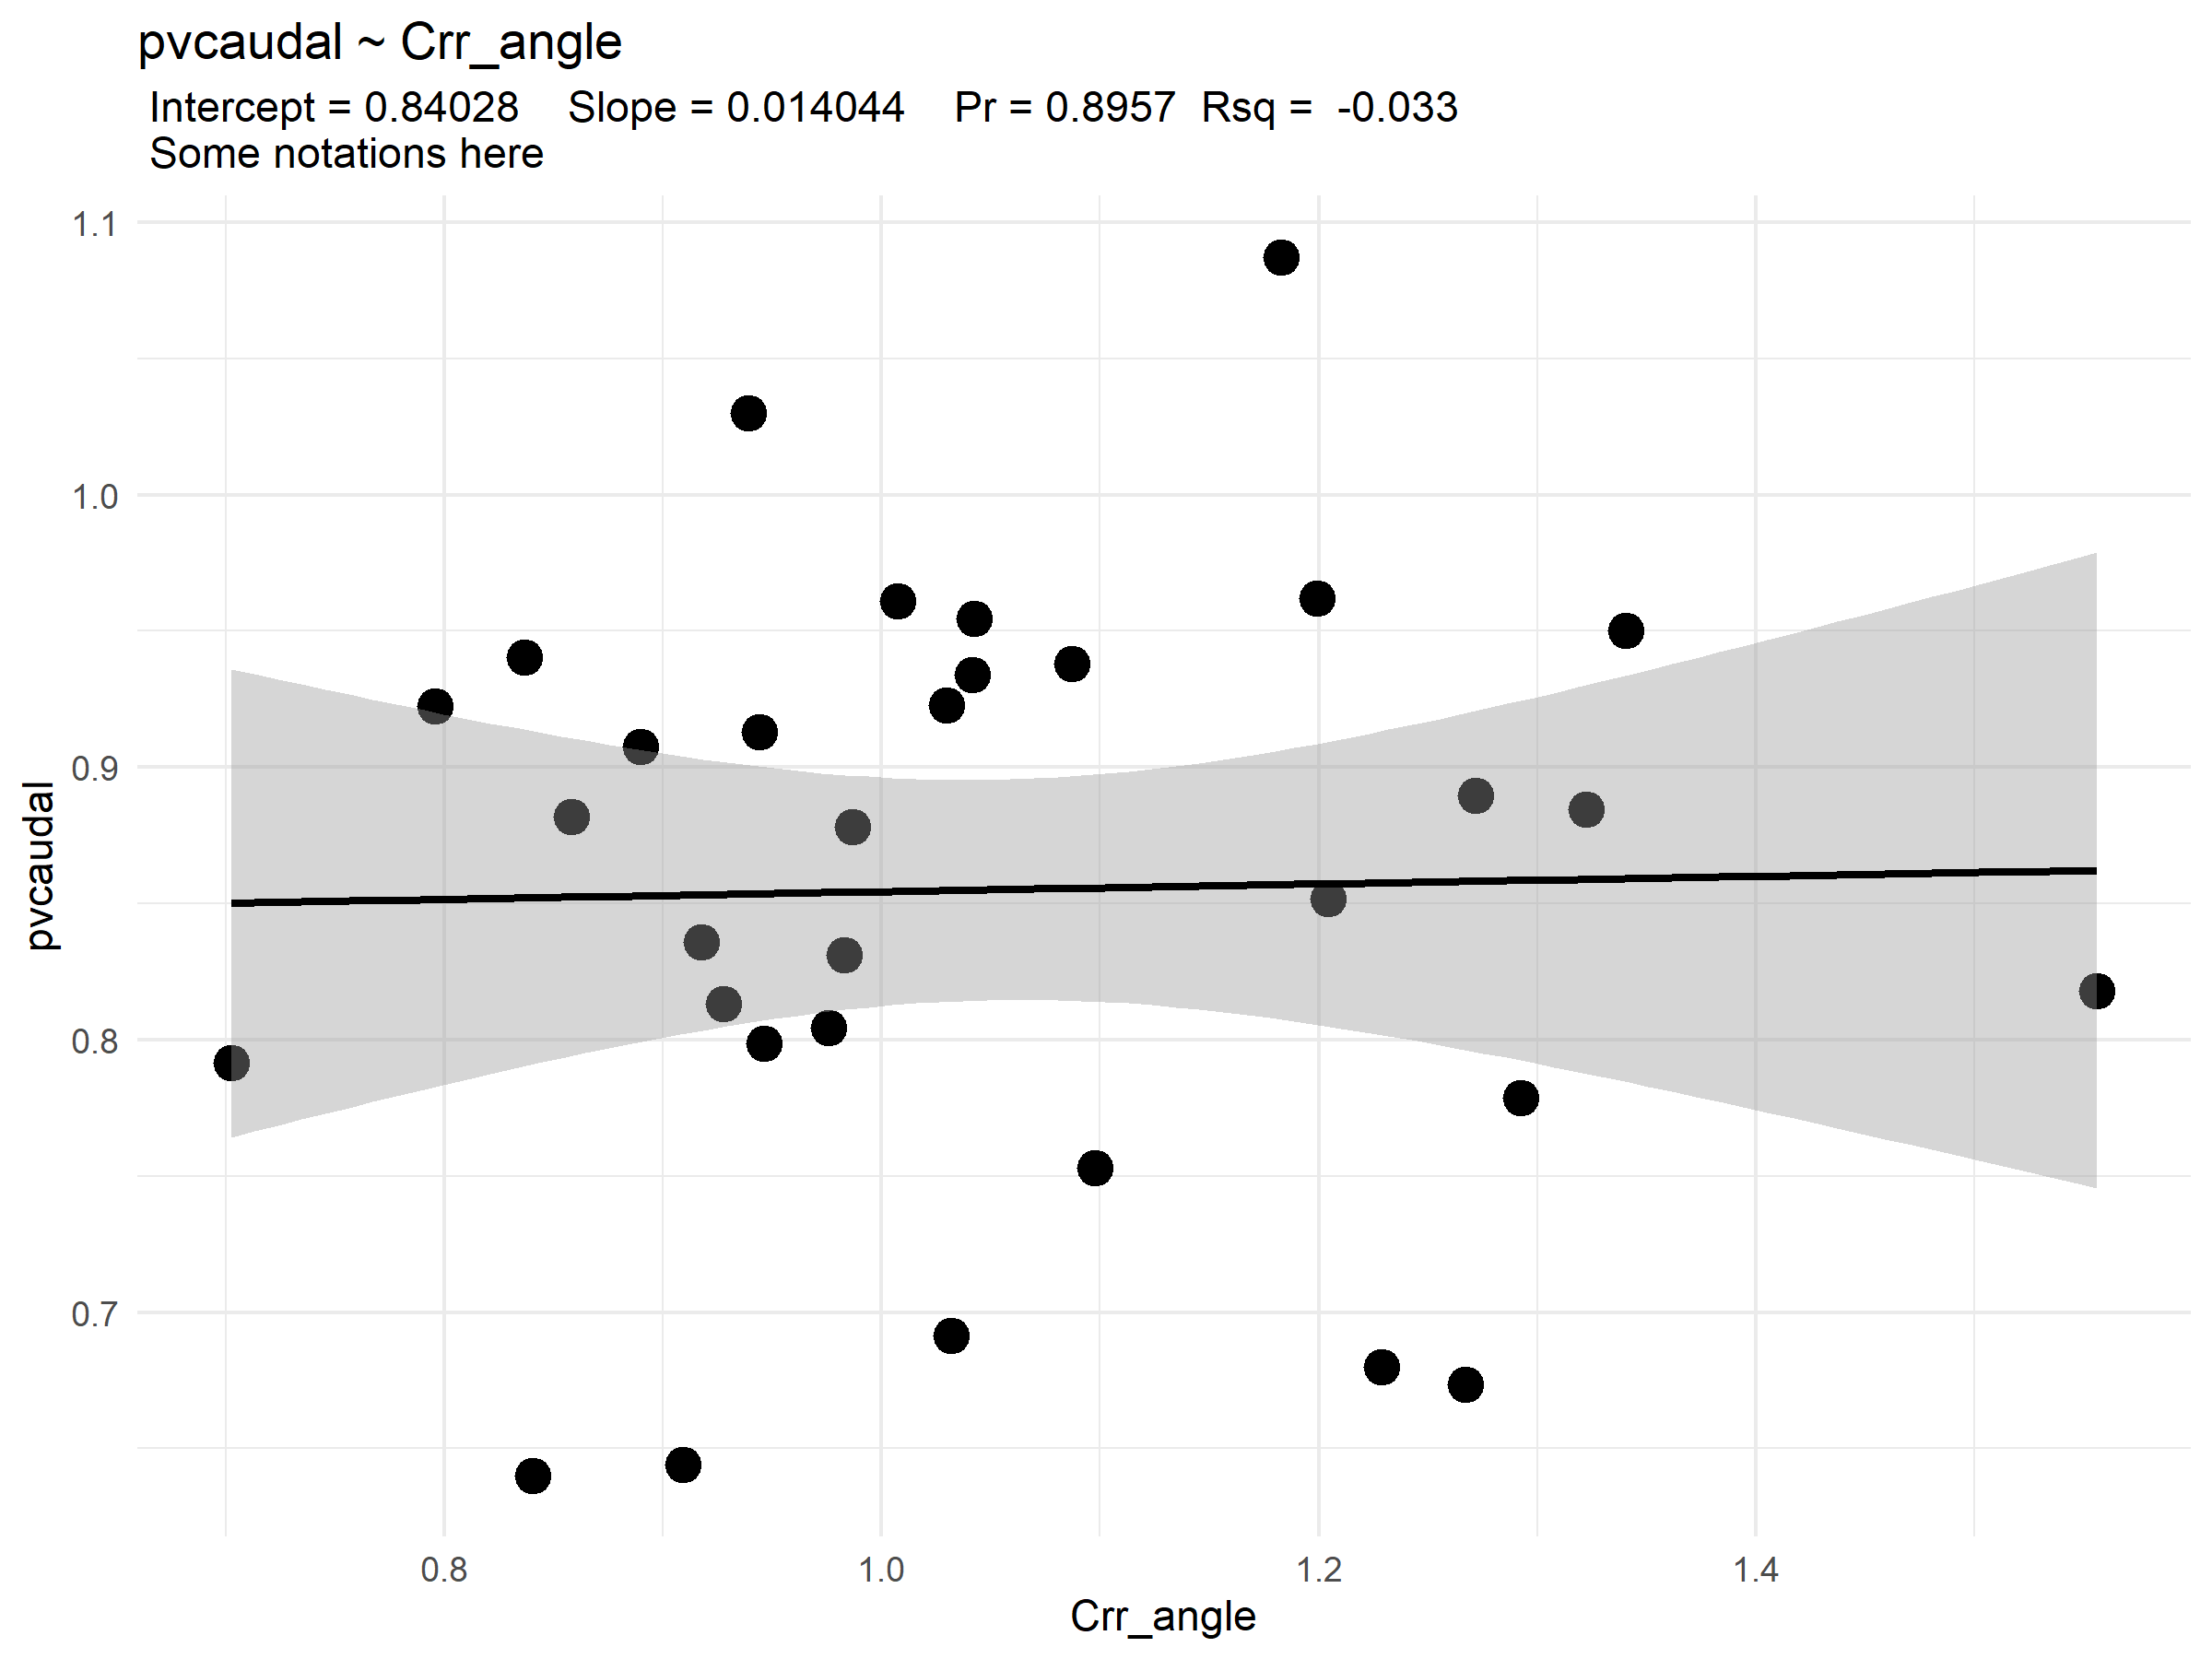 pvcaudal ~ Crr_angle
Intercept = 0.84028    Slope = 0.014044    Pr = 0.8957  Rsq =  -0.033
Some notations here
1.1
1.0
0.9
0.8
0.7
pvcaudal
0.8
1.0
1.2
1.4
Crr_angle